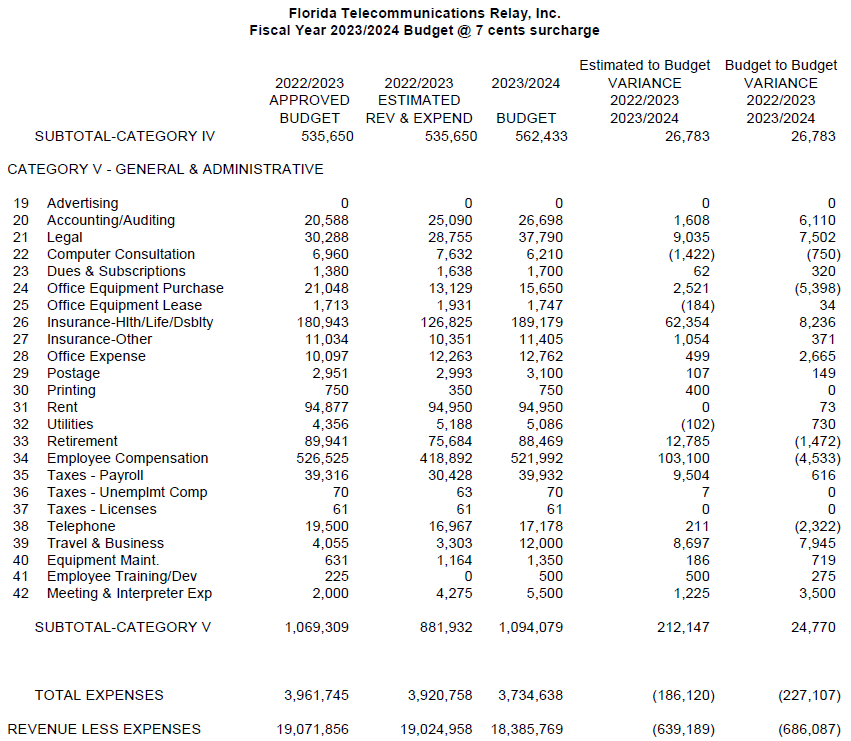 Florida Telecommunications Relay, Inc.
Fiscal Year 2023/2024 Budget @ 7 cents surcharge
Estimated to Budget Budget to Budget
2022/2023 2022/2023 2023/2024 VARIANCE VARIANCE
APPROVED ESTIMATED 2022/2023 2022/2023
BUDGET REV & EXPEND BUDGET 2023/2024 2023/2024
SUBTOTAL-CATEGORY IV 535,650 535,650 562,433 26,783 26,783
CATEGORY V - GENERAL & ADMINISTRATIVE
19 Advertising 0 0 0 0 0
20 Accounting/Auditing 20,588 25,090 26,698 1,608 6,110
21 Legal 30,288 28,755 37,790 9,035 7,502
22 Computer Consultation 6,960 7,632 6,210 (1,422) (750)
23 Dues & Subscriptions 1,380 1,638 1,700 62 320
24 Office Equipment Purchase 21,048 13,129 15,650 2,521 (5,398)
25 Office Equipment Lease 1,713 1,931 1,747 (184) 34
26 Insurance-Hlth/Life/Dsblty 180,943 126,825 189,179 62,354 8,236
27 Insurance-Other 11,034 10,351 11,405 1,054 371
28 Office Expense 10,097 12,263 12,762 499 2,665
29 Postage 2,951 2,993 3,100 107 149
30 Printing 750 350 750 400 0
31 Rent 94,877 94,950 94,950 0 73
32 Utilities 4,356 5,188 5,086 (102) 730
33 Retirement 89,941 75,684 88,469 12,785 (1,472)
34 Employee Compensation 526,525 418,892 521,992 103,100 (4,533)
35 Taxes - Payroll 39,316 30,428 39,932 9,504 616
36 Taxes - Unemplmt Comp 70 63 70 7 0
37 Taxes - Licenses 61 61 61 0 0
38 Telephone 19,500 16,967 17,178 211 (2,322)
39 Travel & Business 4,055 3,303 12,000 8,697 7,945
40 Equipment Maint. 631 1,164 1,350 186 719
41 Employee Training/Dev 225 0 500 500 275
42 Meeting & Interpreter Exp 2,000 4,275 5,500 1,225 3,500
SUBTOTAL-CATEGORY V 1,069,309 881,932 1,094,079 212,147 24,770
TOTAL EXPENSES 3,961,745 3,920,758 3,734,638 (186,120) (227,107)
REVENUE LESS EXPENSES 19,071,856 19,024,958 18,385,769 (639,189) (686,087)